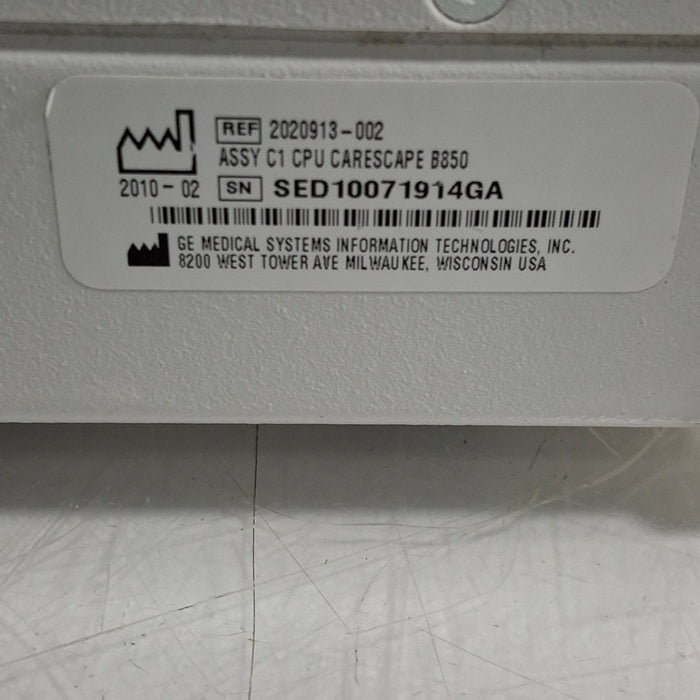 REF 2020913-002
ASSY C1 CPU CARESCAPE B850
2010-02 SN SED10071914GA
GE MEDICAL SYSTEMS INFORMATION TECHNOLOGIES, INC.
8200 WEST TOWER AVE MILWAUKEE, WISCONSIN USA